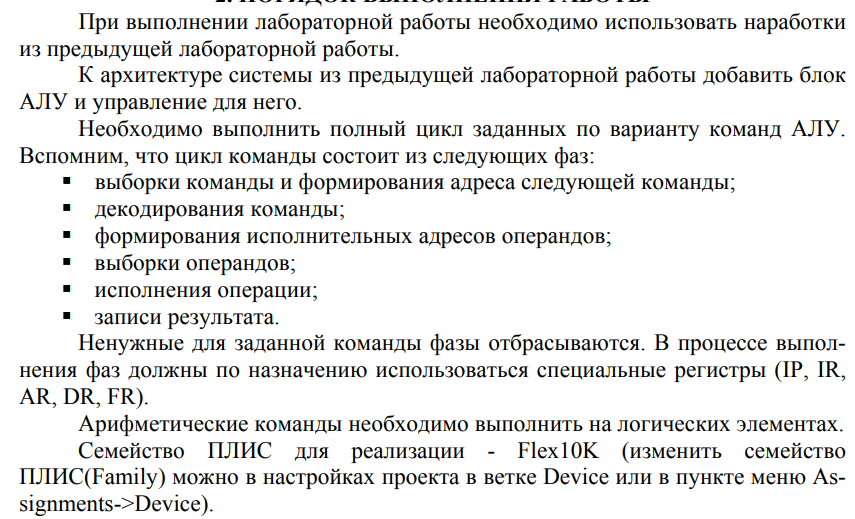 2. ПОРЯДОК ВЫПОЛНЕНИЯ РАБОТЫ
При выполнении лабораторной работы необходимо использовать наработки
из предыдущей лабораторной работы.
К архитектуре системы из предыдущей лабораторной работы добавить блок
АЛУ и управление для него.
Необходимо выполнить полный цикл заданных по варианту команд АЛУ.
Вспомним, что цикл команды состоит из следующих фаз:
▪ выборки команды и формирования адреса следующей команды;
▪ декодирования команды;
▪ формирования исполнительных адресов операндов;
▪ выборки операндов;
▪ исполнения операции;
▪ записи результата.
Ненужные для заданной команды фазы отбрасываются. В процессе выпол-
нения фаз должны по назначению использоваться специальные регистры (IP, IR,
AR, DR, FR).
Арифметические команды необходимо выполнить на логических элементах.
Семейство ПЛИС для реализации - Flex10K (изменить семейство
ПЛИС(Family) можно в настройках проекта в ветке Device или в пункте меню As-
signments->Device).